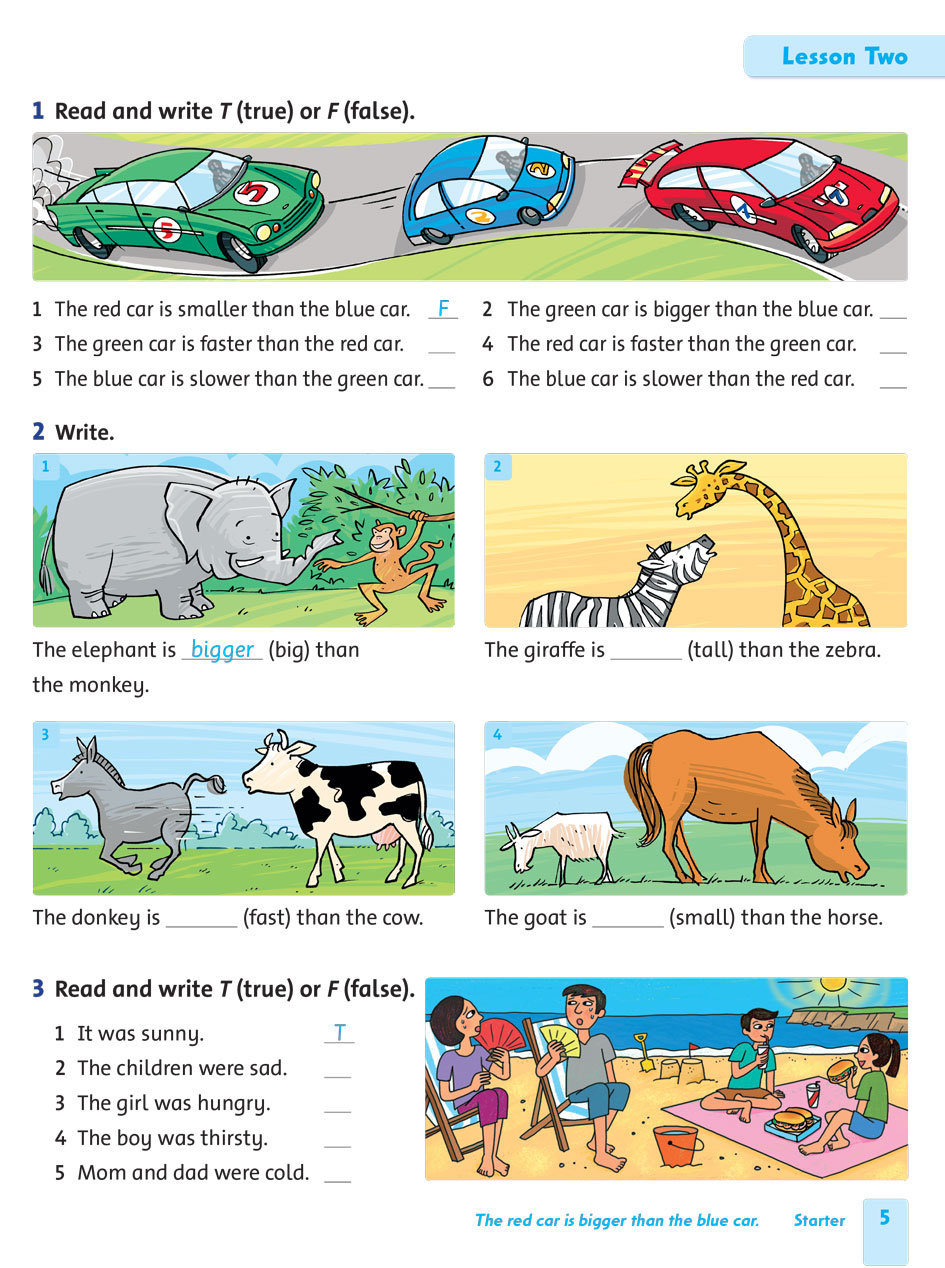 Lesson Two
1 Read and write T (true) or F (false).
5 5 2 2 7 7
1 The red car is smaller than the blue car. F
2 The green car is bigger than the blue car. ___
3 The green car is faster than the red car. ___
4 The red car is faster than the green car. ___
5 The blue car is slower than the green car. ___
6 The blue car is slower than the red car. ___
2 Write.
1
2
The elephant is bigger (big) than
the monkey.
The giraffe is _______ (tall) than the zebra.
3
4
The donkey is _______ (fast) than the cow.
The goat is _______ (small) than the horse.
3 Read and write T (true) or F (false).
1 It was sunny. T
2 The children were sad. ___
3 The girl was hungry. ___
4 The boy was thirsty. ___
5 Mom and dad were cold. ___
The red car is bigger than the blue car. Starter 5